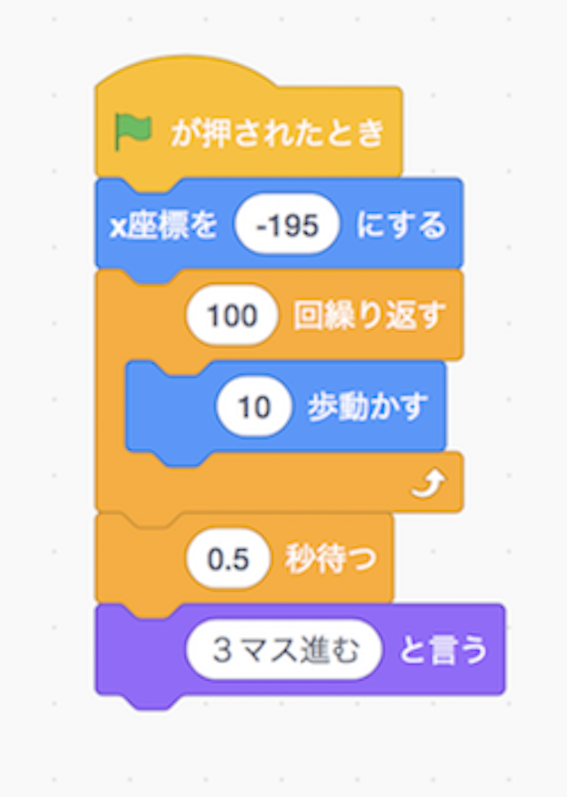 が押されたとき
x座標を -195 にする
100 回繰り返す
10 歩動かす
0.5 秒待つ
３マス進む と言う